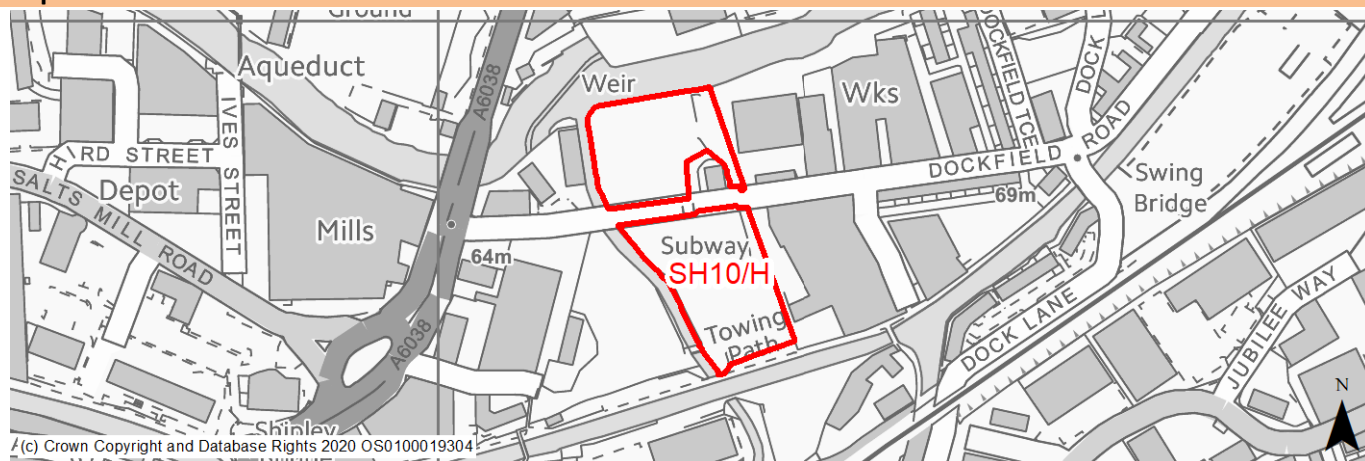 Ground
Aqueduct
A6038
Weir
Wks
DOCKFIELD TCE
DOCK L
IVES STREET
HIRD STREET
SALTS MILL ROAD
Depot
Mills
64m
DOCKFIELD ROAD
69m
Swing
Bridge
Subway
SH10/H
Towing
Path
A6038
DOCK LANE
JUBILEE WAY
N
Shipley
(c) Crown Copyright and Database Rights 2020 OS0100019304